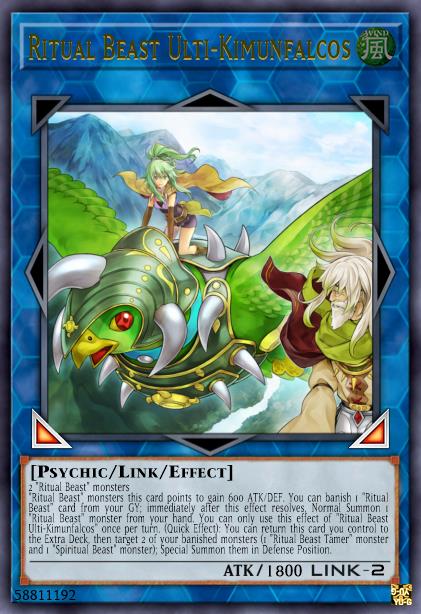 Ritual Beast Ulti-Kimunfalcos
WIND
風
[Psychic/Link/Effect]
2 "Ritual Beast" monsters
"Ritual Beast" monsters this card points to gain 600 ATK/DEF. You can banish 1 "Ritual
Beast" card from your GY; immediately after this effect resolves, Normal Summon 1
"Ritual Beast" monster from your hand. You can only use this effect of "Ritual Beast
Ulti-Kimunfalcos" once per turn. (Quick Effect): You can return this card you control to
the Extra Deck, then target 2 of your banished monsters (1 "Ritual Beast Tamer" monster
and 1 "Spiritual Beast" monster); Special Summon them in Defense Position.
ATK/1800 LINK-2
58811192